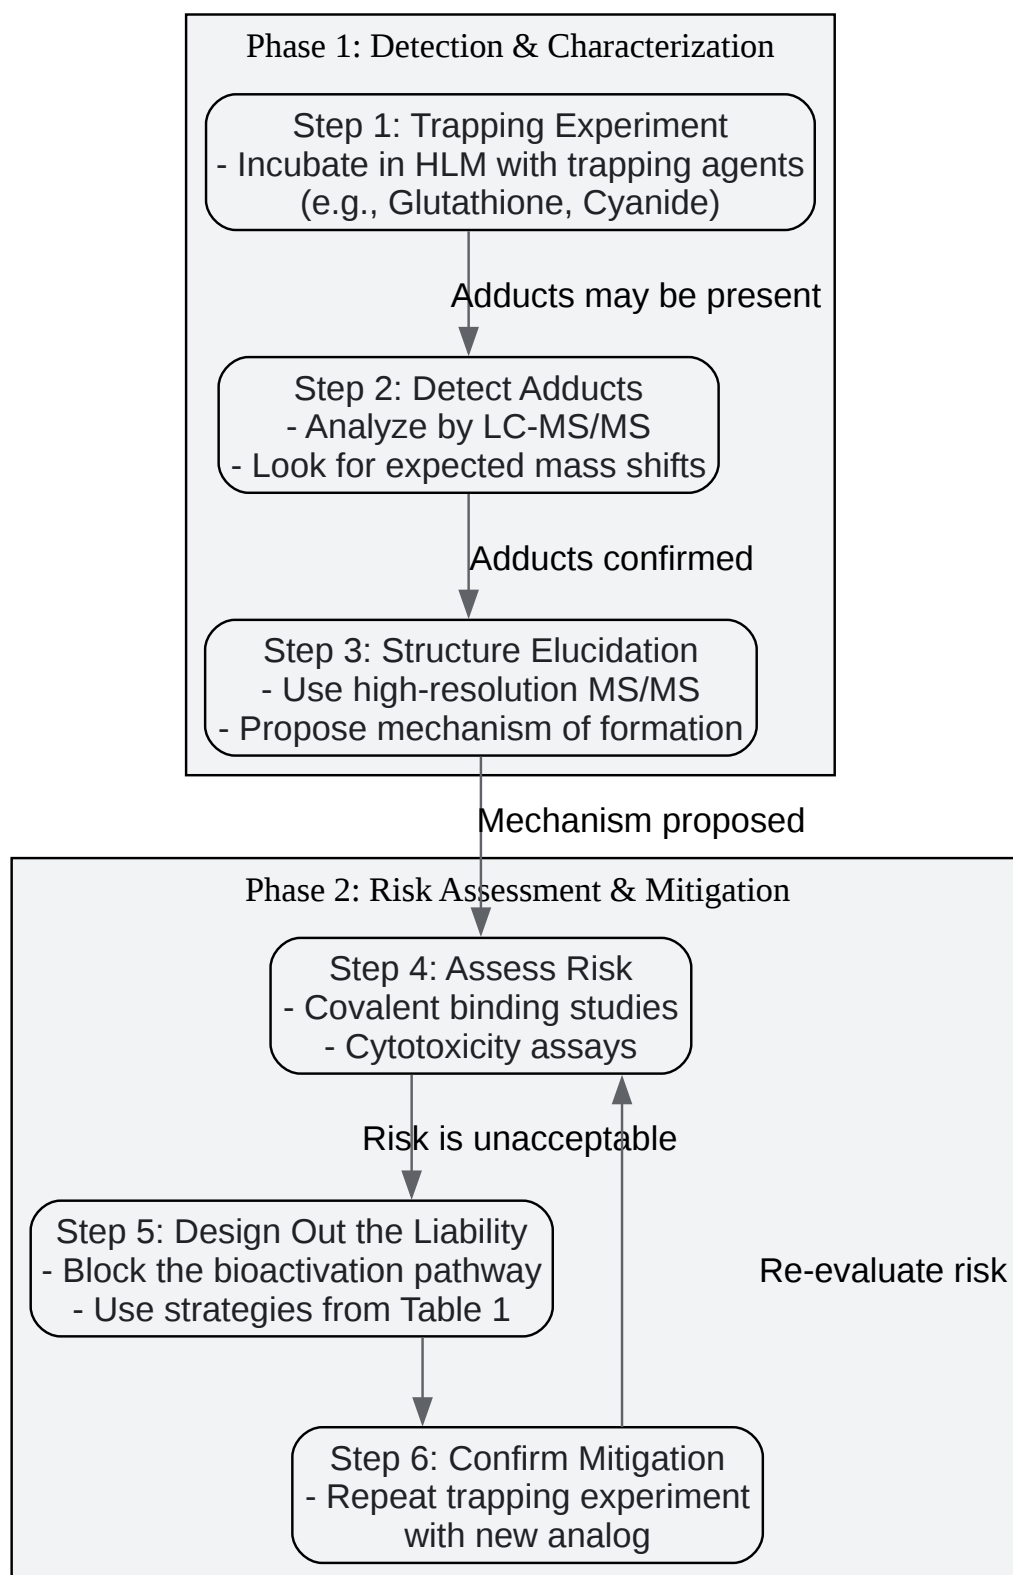 Phase 1: Detection & Characterization
Step 1: Trapping Experiment
- Incubate in HLM with trapping agents
(e.g., Glutathione, Cyanide)
Adducts may be present
Step 2: Detect Adducts
- Analyze by LC-MS/MS
- Look for expected mass shifts
Adducts confirmed
Step 3: Structure Elucidation
- Use high-resolution MS/MS
- Propose mechanism of formation
Mechanism proposed
Phase 2: Risk Assessment & Mitigation
Step 4: Assess Risk
- Covalent binding studies
- Cytotoxicity assays
Risk is unacceptable
Step 5: Design Out the Liability
- Block the bioactivation pathway
- Use strategies from Table 1
Re-evaluate risk
Step 6: Confirm Mitigation
- Repeat trapping experiment
with new analog